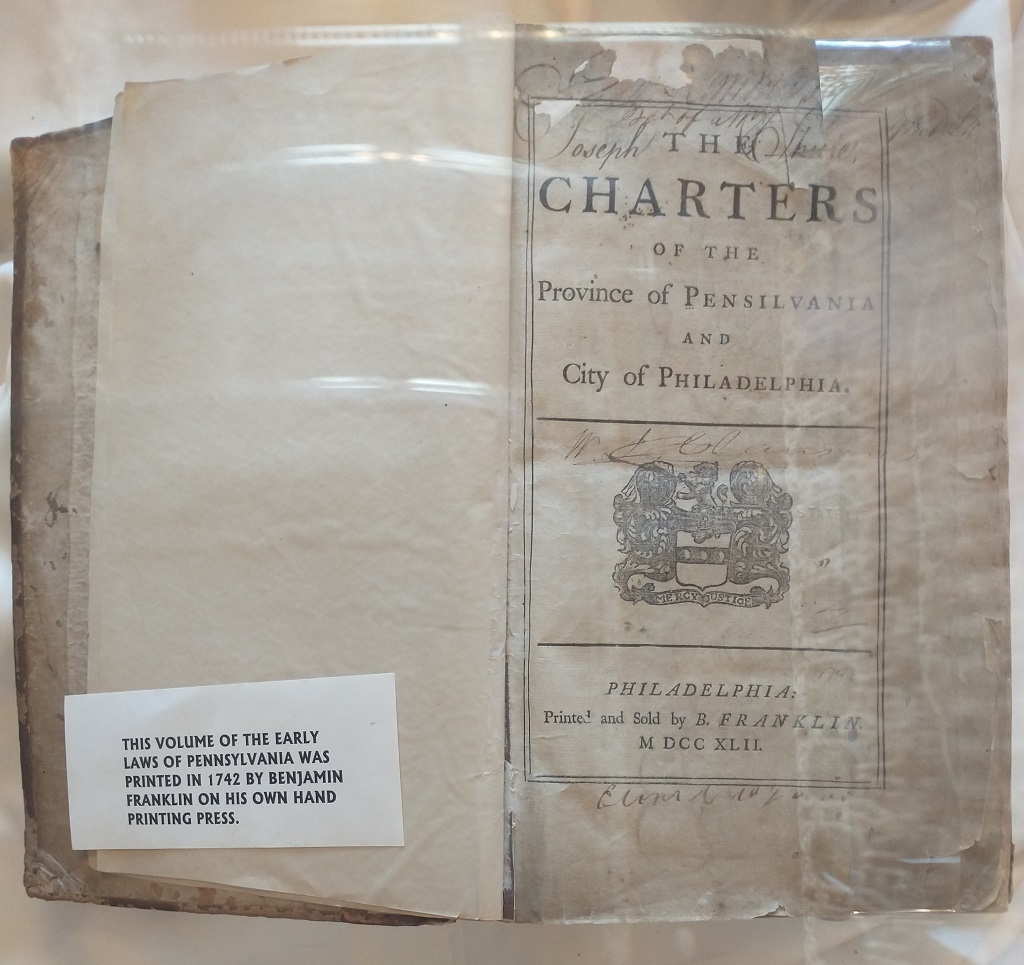 THIS VOLUME OF THE EARLY
LAWS OF PENNSYLVANIA WAS
PRINTED IN 1742 BY BENJAMIN
FRANKLIN ON HIS OWN HAND
PRINTING PRESS.
Joseph
THE
CHARTERS
OF THE
Province of PENSILVANIA
AND
City of PHILADELPHIA.
W
MERCY JUSTICE
PHILADELPHIA:
Printed and Sold by B. FRANKLIN.
M DCC XLII.